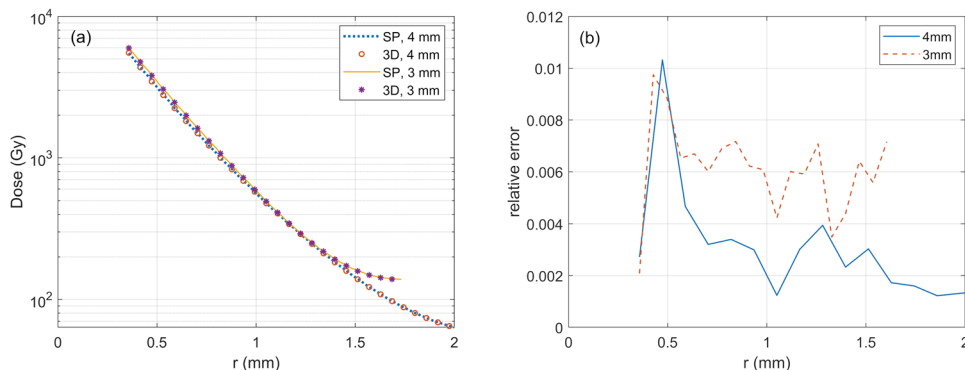 (a)
SP, 4 mm
3D, 4 mm
SP, 3 mm
3D, 3 mm
10^4
10^3
10^2
Dose (Gy)
0
0.5
1
1.5
2
r (mm)
(b)
4mm
3mm
0.012
0.01
0.008
0.006
0.004
0.002
0
relative error
0
0.5
1
1.5
2
r (mm)